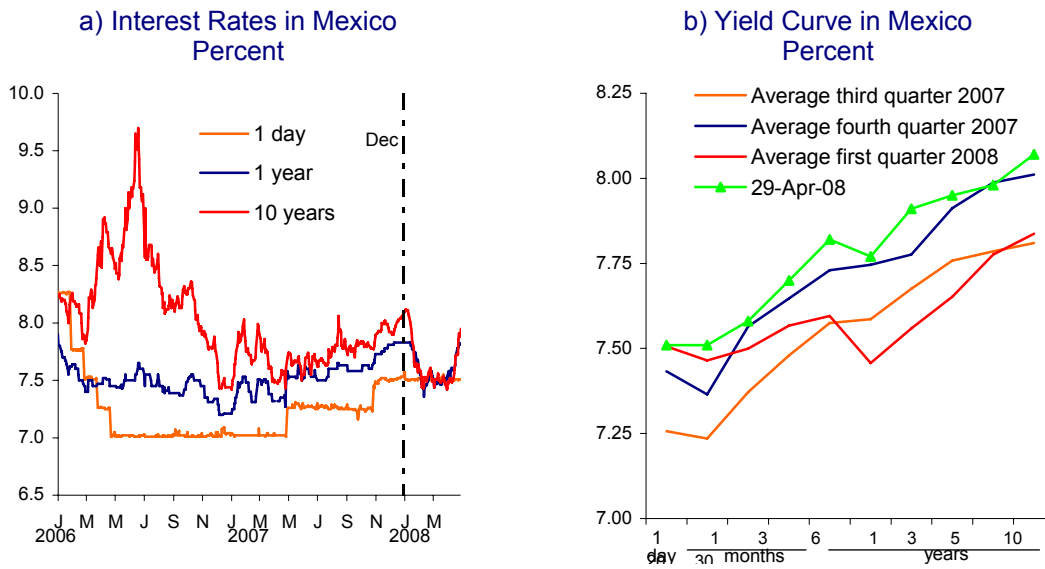 a) Interest Rates in Mexico
Percent
10.0
9.5
9.0
8.5
8.0
7.5
7.0
6.5
1 day
1 year
10 years
Dec
J M M J S N J M M J S N J M
2006 2007 2008
b) Yield Curve in Mexico
Percent
8.25
8.00
7.75
7.50
7.25
7.00
Average third quarter 2007
Average fourth quarter 2007
Average first quarter 2008
29-Apr-08
1 1 3 6 1 3 5 10
day months years
30